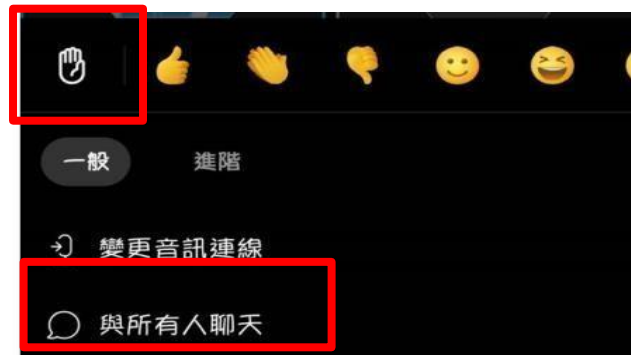 一般 進階
變更音訊連線
與所有人聊天